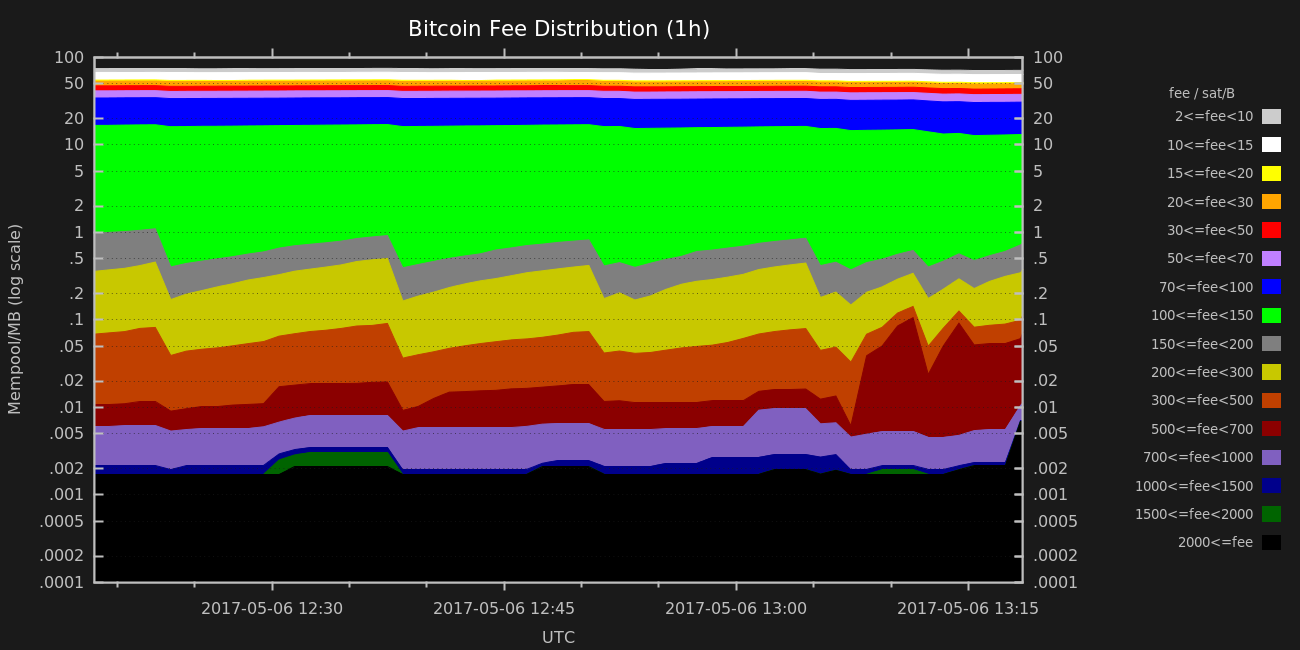 Bitcoin Fee Distribution (1h)
Mempool/MB (log scale)
100
50
20
10
5
2
1
.5
.2
.1
.05
.02
.01
.005
.002
.001
.0005
.0002
.0001
100
50
20
10
5
2
1
.5
.2
.1
.05
.02
.01
.005
.002
.001
.0005
.0002
.0001
2017-05-06 12:30 2017-05-06 12:45 2017-05-06 13:00 2017-05-06 13:15
UTC
fee / sat/B
2<=fee<10
10<=fee<15
15<=fee<20
20<=fee<30
30<=fee<50
50<=fee<70
70<=fee<100
100<=fee<150
150<=fee<200
200<=fee<300
300<=fee<500
500<=fee<700
700<=fee<1000
1000<=fee<1500
1500<=fee<2000
2000<=fee